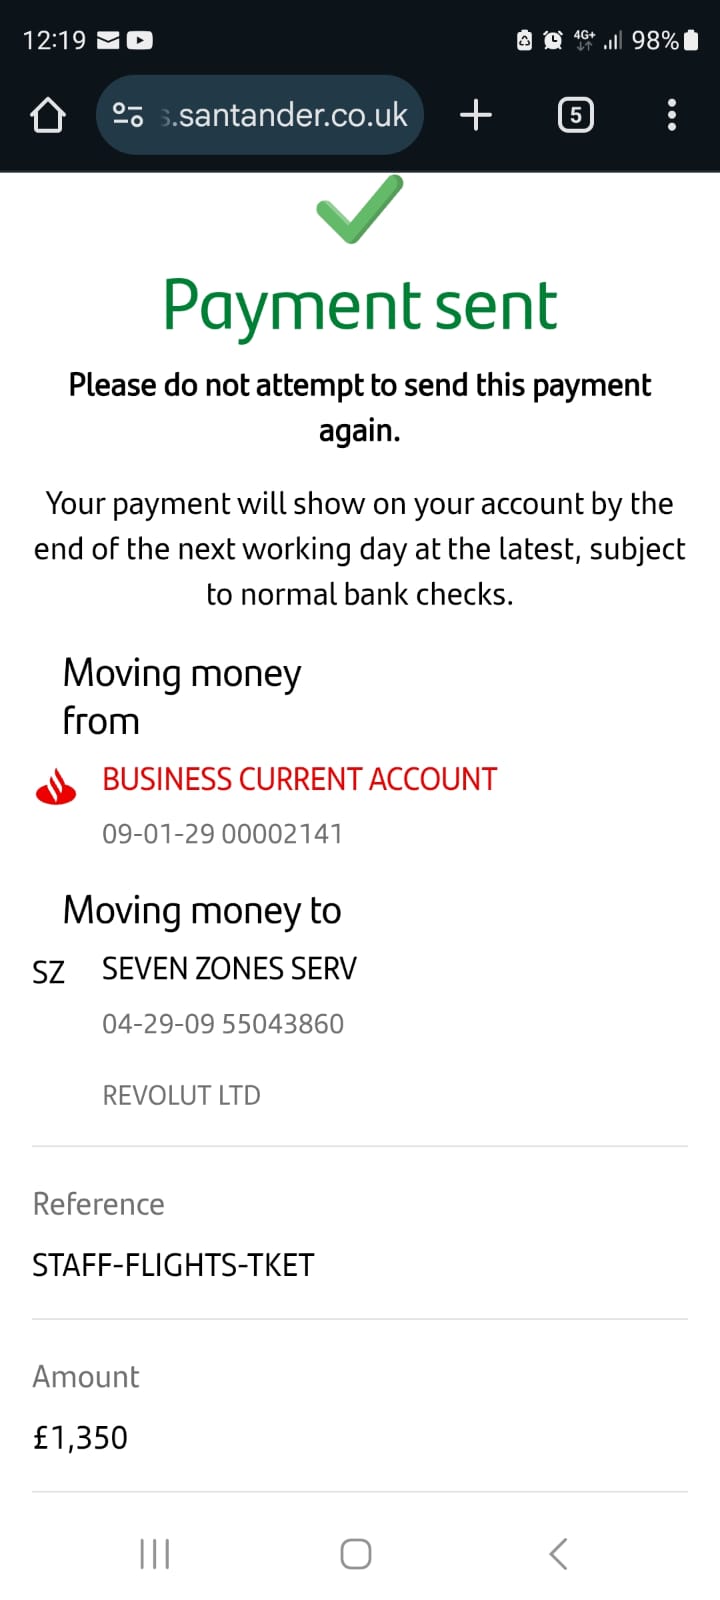 12:19
4G+ 98%
s.santander.co.uk
5
Payment sent
Please do not attempt to send this payment
again.
Your payment will show on your account by the
end of the next working day at the latest, subject
to normal bank checks.
Moving money
from
BUSINESS CURRENT ACCOUNT
09-01-29 00002141
Moving money to
SZ SEVEN ZONES SERV
04-29-09 55043860
REVOLUT LTD
Reference
STAFF-FLIGHTS-TKET
Amount
£1,350